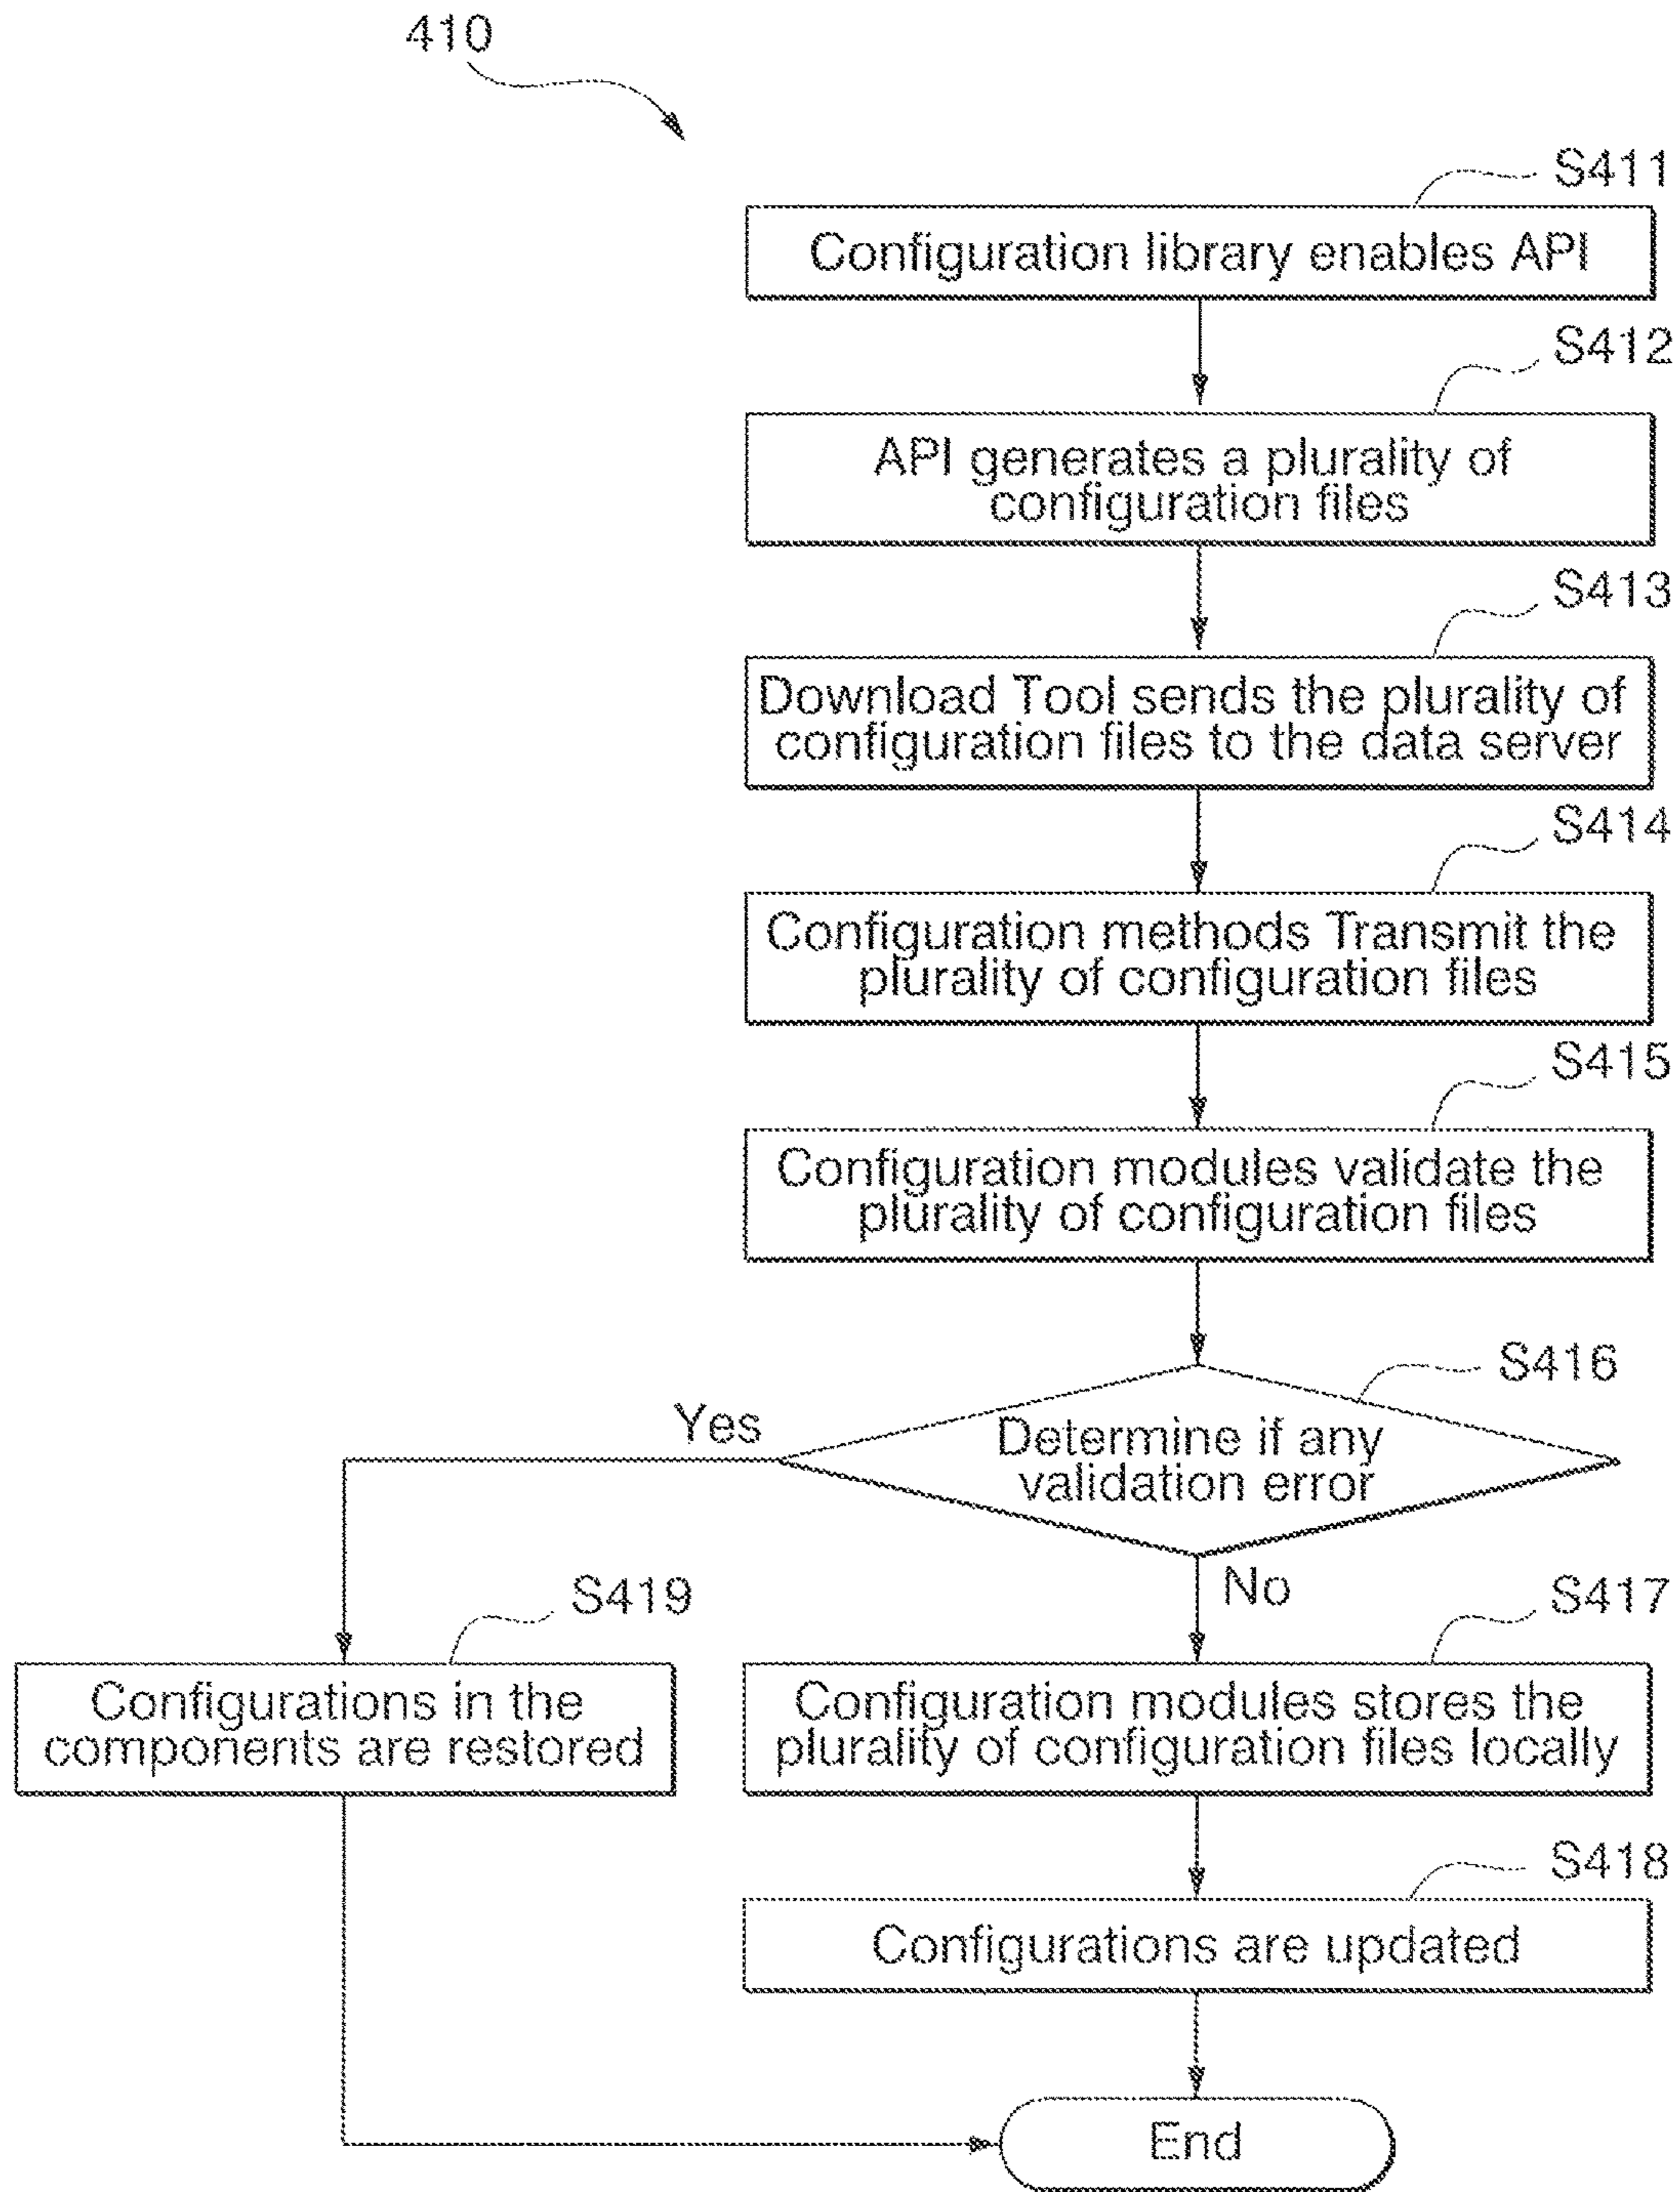 410
S411
Configuration library enables API
S412
API generates a plurality of
configuration files
S413
Download Tool sends the plurality of
configuration files to the data server
S414
Configuration methods Transmit the
plurality of configuration files
S415
Configuration modules validate the
plurality of configuration files
S416
Yes
Determine if any
validation error
No
S419
Configurations in the
components are restored
S417
Configuration modules stores the
plurality of configuration files locally
S418
Configurations are updated
End